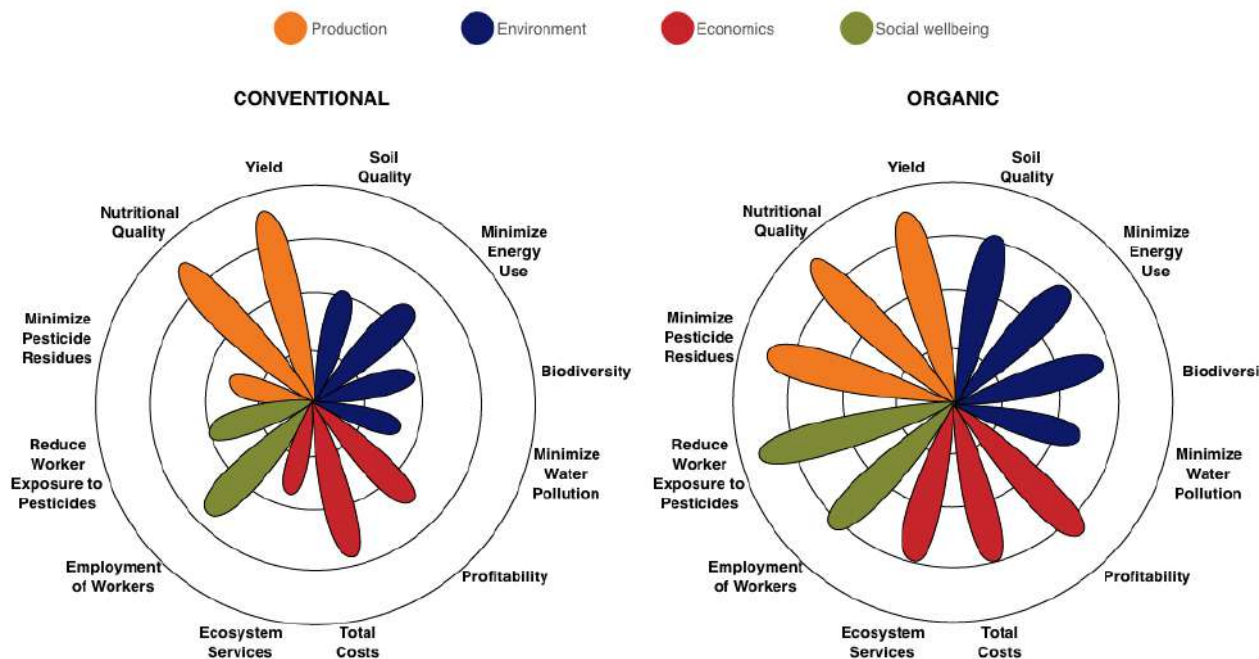 Production
Environment
Economics
Social wellbeing
CONVENTIONAL
Yield
Soil
Quality
Nutritional
Quality
Minimize
Energy
Use
Minimize
Pesticide
Residues
Biodiversity
Reduce
Worker
Exposure to
Pesticides
Minimize
Water
Pollution
Employment
of Workers
Profitability
Ecosystem
Services
Total
Costs
ORGANIC
Yield
Soil
Quality
Nutritional
Quality
Minimize
Energy
Use
Minimize
Pesticide
Residues
Biodiversi
Reduce
Worker
Exposure to
Pesticides
Minimize
Water
Pollution
Employment
of Workers
Profitability
Ecosystem
Services
Total
Costs